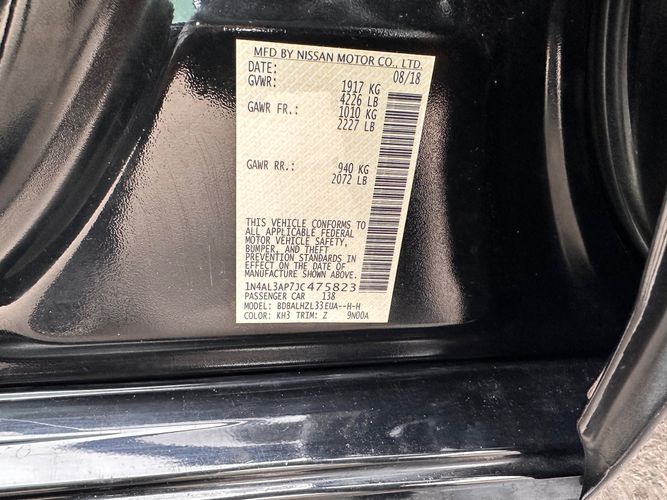 MFD BY NISSAN MOTOR CO., LTD.
DATE: 08/18
GVWR: 1917 KG
4226 LB
GAWR FR.: 1010 KG
2227 LB
GAWR RR.: 940 KG
2072 LB
THIS VEHICLE CONFORMS TO
ALL APPLICABLE FEDERAL
MOTOR VEHICLE SAFETY,
BUMPER, AND THEFT
PREVENTION STANDARDS IN
EFFECT ON THE DATE OF
MANUFACTURE SHOWN ABOVE.
1N4AL3AP7JC475823
PASSENGER CAR 138
MODEL: BDBALHZL33EUA--H-H
COLOR: KH3 TRIM: Z 9N00A